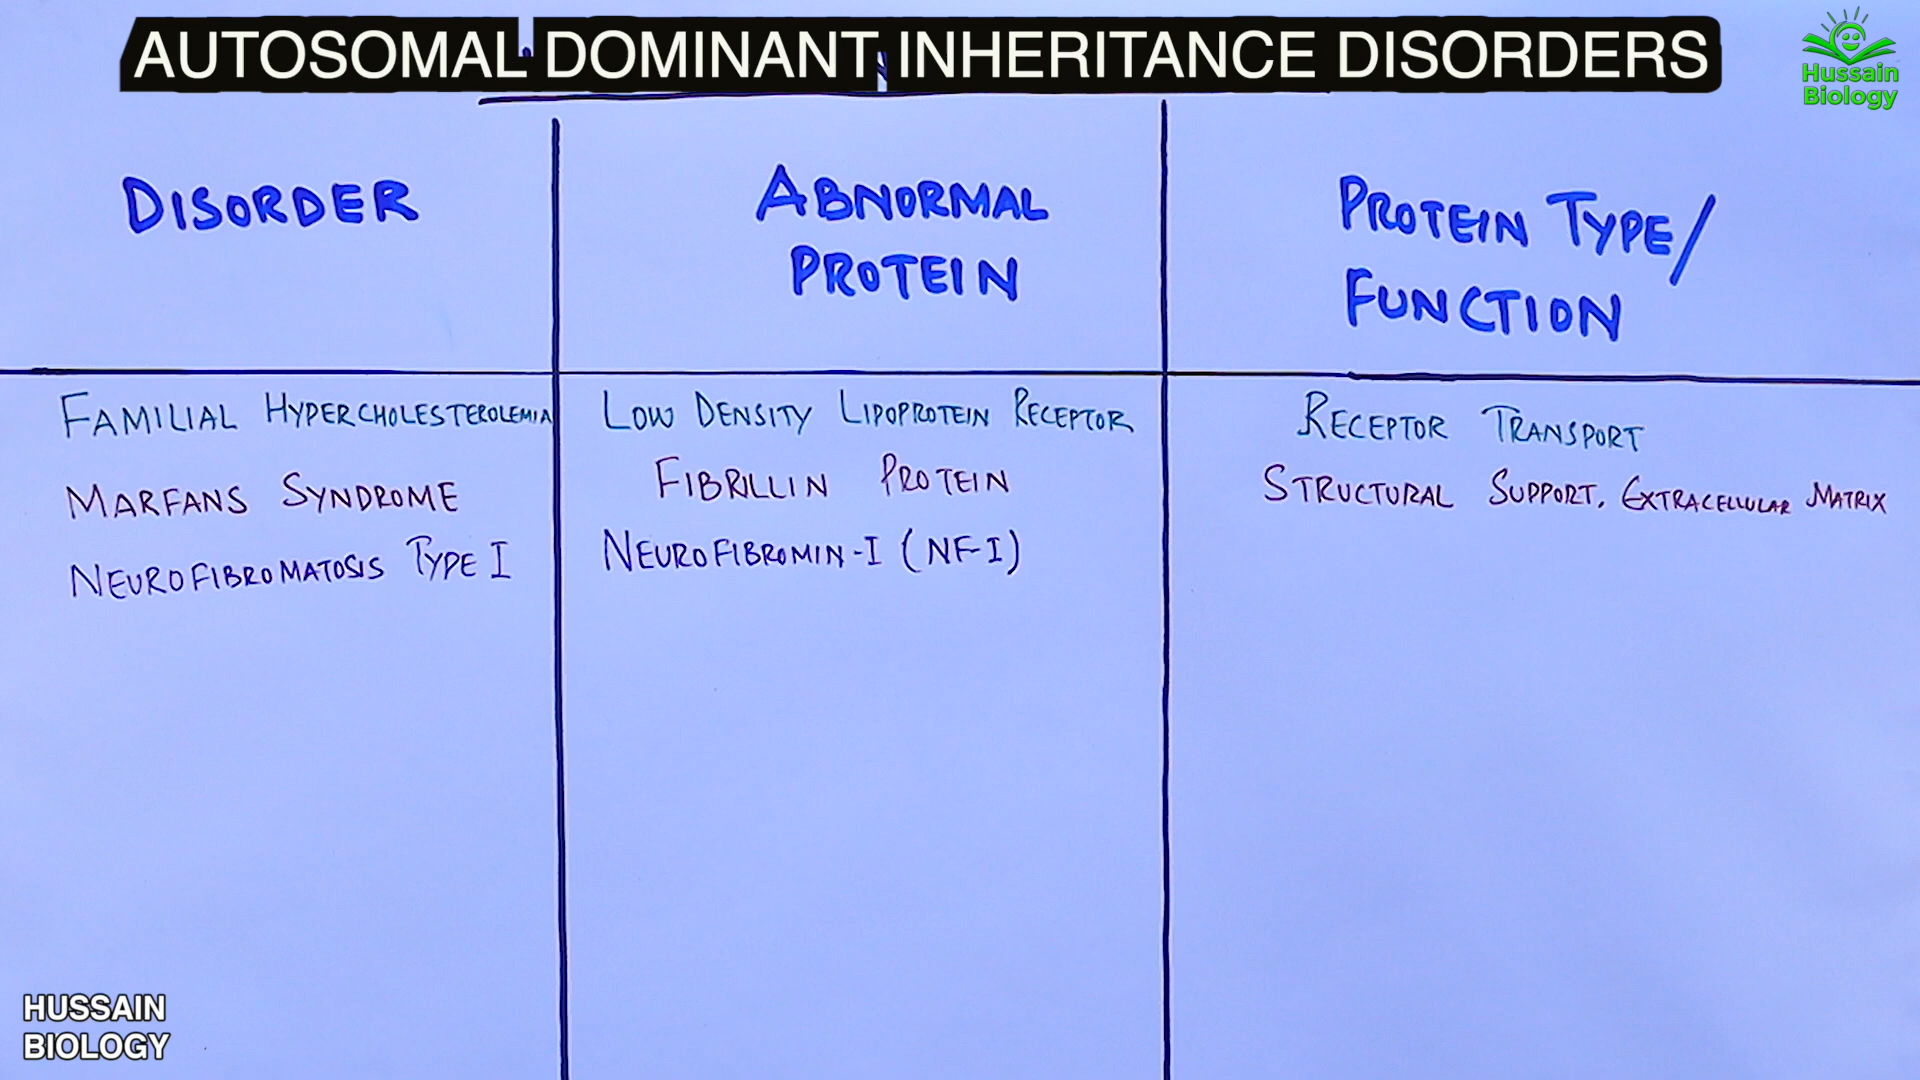 AUTOSOMAL DOMINANT INHERITANCE DISORDERS
Hussain
Biology
DISORDER
ABNORMAL
PROTEIN
PROTEIN TYPE/
FUNCTION
FAMILIAL HYPERCHOLESTEROLEMIA LOW DENSITY LIPOPROTEIN RECEPTOR RECEPTOR TRANSPORT
MARFANS SYNDROME FIBRILLIN PROTEIN STRUCTURAL SUPPORT, EXTRACELLULAR MATRIX
NEUROFIBROMATOSIS TYPE I NEUROFIBROMIN-I (NF-I)
HUSSAIN
BIOLOGY